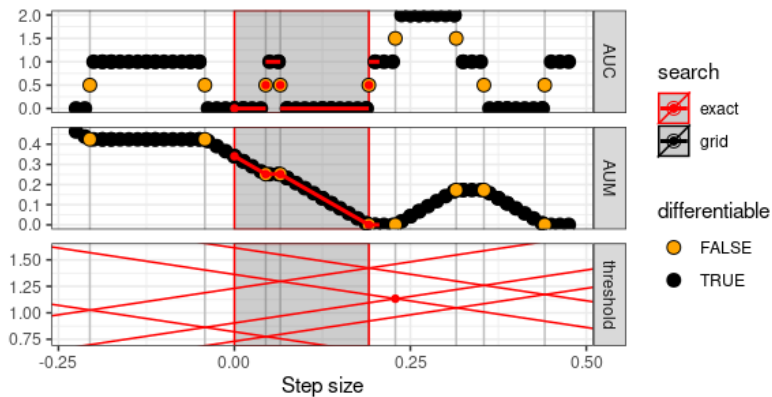 2.0
1.5
1.0
0.5
0.0
AUC
0.4
0.3
0.2
0.1
0.0
AUM
1.50
1.25
1.00
0.75
threshold
-0.25
0.00
0.25
0.50
Step size
search
exact
grid
differentiable
FALSE
TRUE